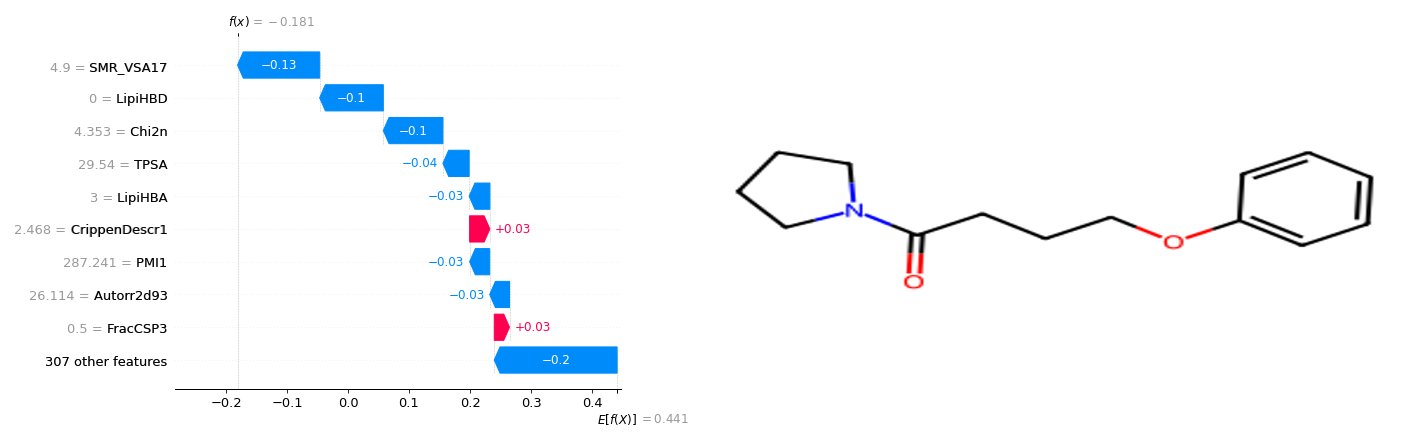 f(x) = −0.181
4.9 = SMR_VSA17
−0.13
0 = LipiHBD
−0.1
4.353 = Chi2n
−0.1
29.54 = TPSA
−0.04
3 = LipiHBA
−0.03
2.468 = CrippenDescr1
+0.03
287.241 = PMI1
−0.03
26.114 = Autorr2d93
−0.03
0.5 = FracCSP3
+0.03
307 other features
−0.2
−0.2 −0.1 0.0 0.1 0.2 0.3 0.4
E[f(X)] = 0.441
N
O
O